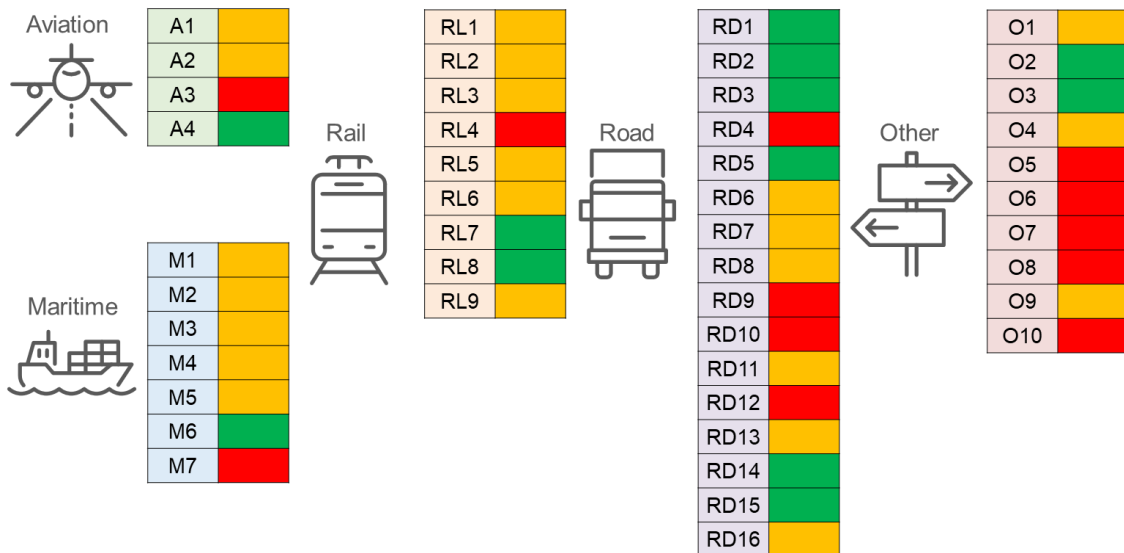 Aviation
A1
A2
A3
A4
Maritime
M1
M2
M3
M4
M5
M6
M7
Rail
RL1
RL2
RL3
RL4
RL5
RL6
RL7
RL8
RL9
Road
RD1
RD2
RD3
RD4
RD5
RD6
RD7
RD8
RD9
RD10
RD11
RD12
RD13
RD14
RD15
RD16
Other
O1
O2
O3
O4
O5
O6
O7
O8
O9
O10